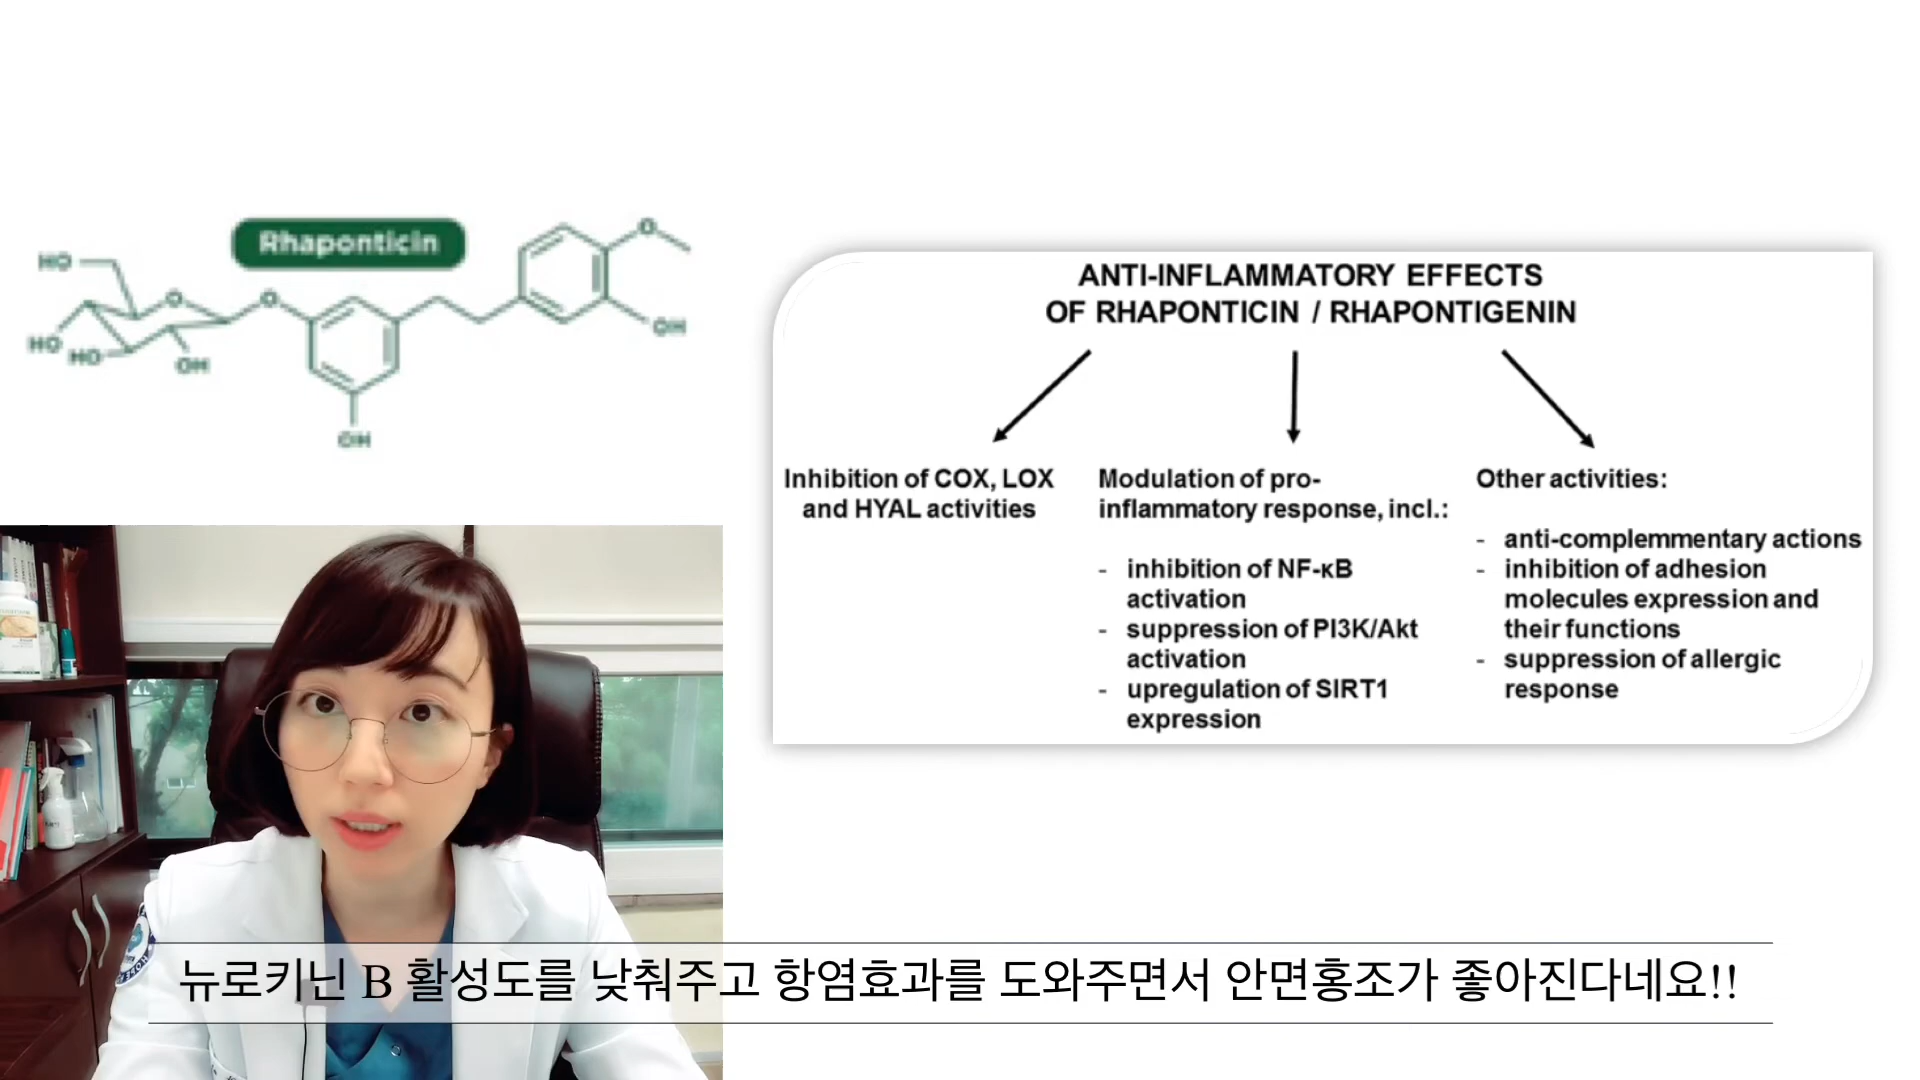 Rhaponticin
HO
O
O
O
HO
HO
OH
OH
OH
ANTI-INFLAMMATORY EFFECTS
OF RHAPONTICIN / RHAPONTIGENIN
Inhibition of COX, LOX
and HYAL activities
Modulation of pro-
inflammatory response, incl.:
- inhibition of NF-κB
activation
- suppression of PI3K/Akt
activation
- upregulation of SIRT1
expression
Other activities:
- anti-complemmentary actions
- inhibition of adhesion
molecules expression and
their functions
- suppression of allergic
response
뉴로키닌 B 활성도를 낮춰주고 항염효과를 도와주면서 안면홍조가 좋아진다네요!!